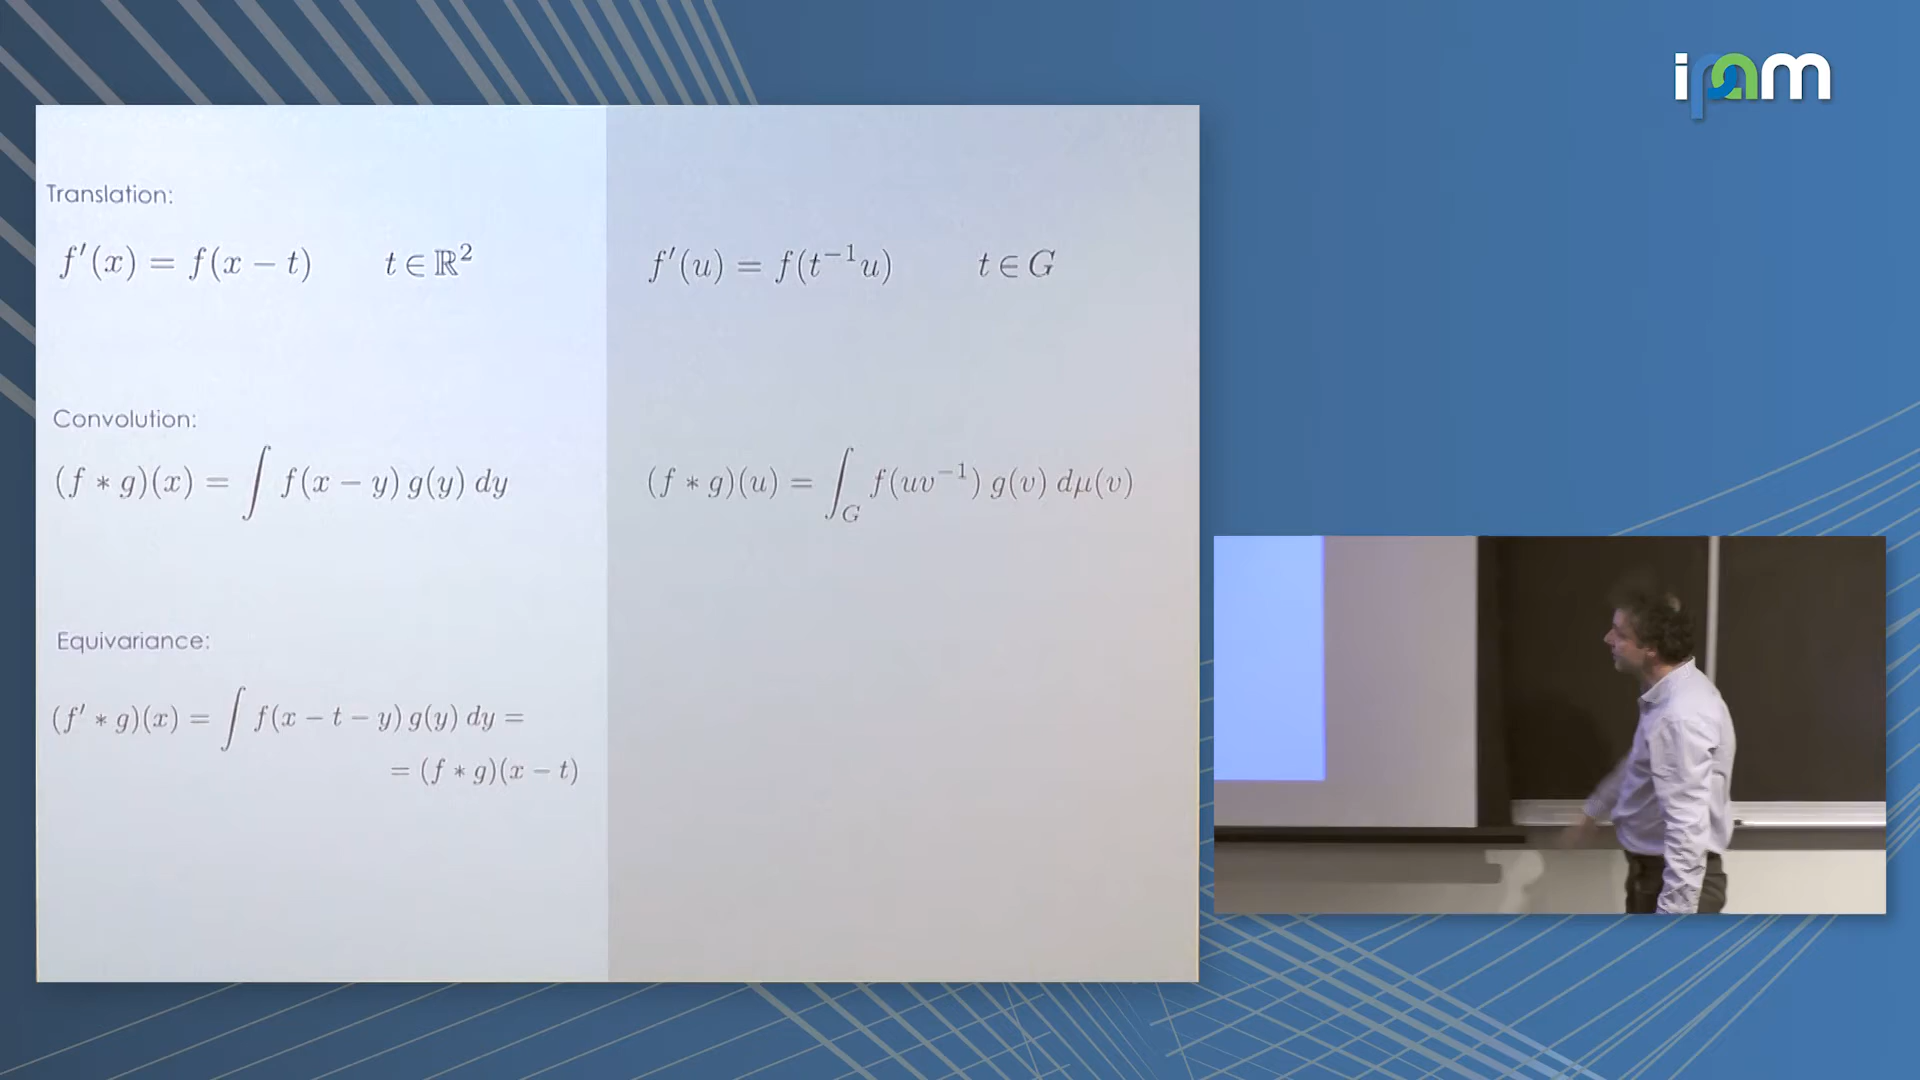 ipam
Translation:
f′(x) = f(x − t)  t ∈ ℝ²
f′(u) = f(t⁻¹u)  t ∈ G
Convolution:
(f ∗ g)(x) = ∫ f(x − y) g(y) dy
(f ∗ g)(u) = ∫_G f(uv⁻¹) g(v) dμ(v)
Equivariance:
(f′ ∗ g)(x) = ∫ f(x − t − y) g(y) dy =
= (f ∗ g)(x − t)